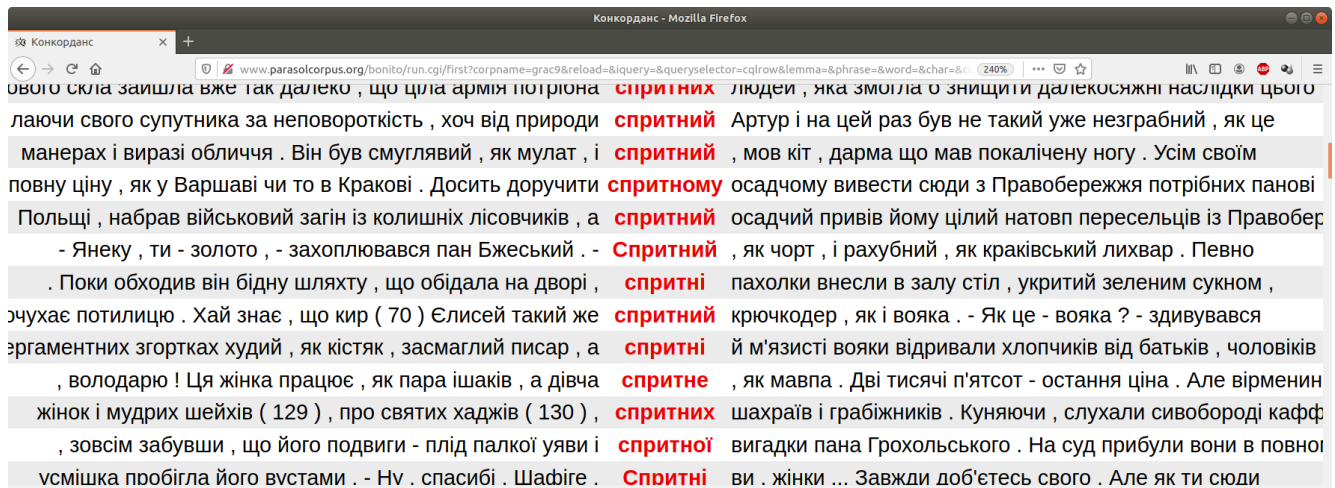 Конкорданс - Mozilla Firefox
Конкорданс
www.parasolcorpus.org/bonito/run.cgi/first?corpname=grac9&reload=&iquery=&queryselector=cqlrow&lemma=&phrase=&word=&char=&c 240%
ового скла зайшла вже так далеко , що ціла армія потрібна спритних людей , яка змогла б знищити далекосяжні наслідки цього
лаючи свого супутника за неповороткість , хоч від природи спритний Артур і на цей раз був не такий уже незграбний , як це
манерах і виразі обличчя . Він був смуглявий , як мулат , і спритний , мов кіт , дарма що мав покалічену ногу . Усім своїм
повну ціну , як у Варшаві чи то в Кракові . Досить доручити спритному осадчому вивести сюди з Правобережжя потрібних панові
Польщі , набрав військовий загін із колишніх лісовчиків , а спритний осадчий привів йому цілий натовп пересельців із Правобер
- Янеку , ти - золото , - захоплювався пан Бжеський . - Спритний , як чорт , і рахубний , як краківський лихвар . Певно
. Поки обходив він бідну шляхту , що обідала на дворі , спритні пахолки внесли в залу стіл , укритий зеленим сукном ,
очухає потилицю . Хай знає , що кир ( 70 ) Єлисей такий же спритний крючкодер , як і вояка . - Як це - вояка ? - здивувався
ергаментних згортках худий , як кістяк , засмаглий писар , а спритні й м'язисті вояки відривали хлопчиків від батьків , чоловіків
, володарю ! Ця жінка працює , як пара ішаків , а дівча спритне , як мавпа . Дві тисячі п'ятсот - остання ціна . Але вірменин
жінок і мудрих шейхів ( 129 ) , про святих хаджів ( 130 ) , спритних шахраїв і грабіжників . Куняючи , слухали сивобороді кафф
, зовсім забувши , що його подвиги - плід палкої уяви і спритної вигадки пана Грохольського . На суд прибули вони в повно
усмішка пробігла його вустами . - Ну , спасибі , Шафіге . Спритні ви , жінки ... Завжди доб'єтесь свого . Але як ти сюди